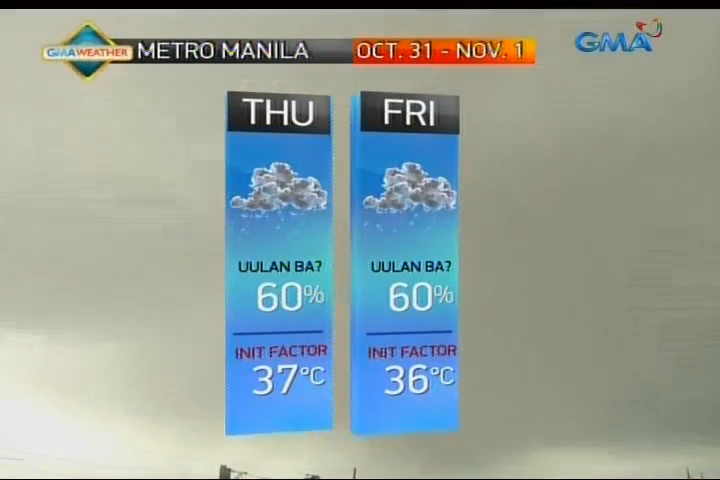 GMA WEATHER
METRO MANILA
OCT. 31 - NOV. 1
GMA
THU
FRI
UULAN BA?
60%
INIT FACTOR
37°C
UULAN BA?
60%
INIT FACTOR
36°C